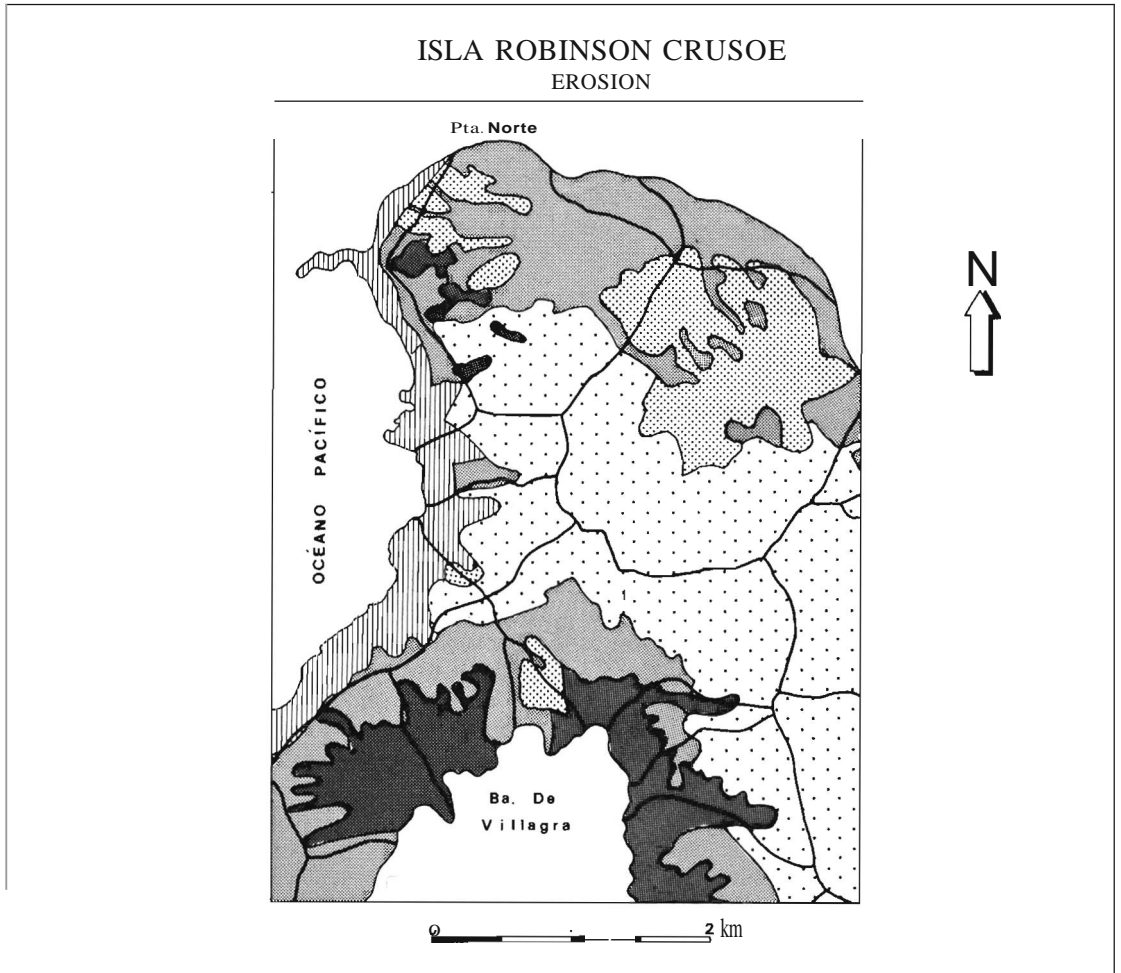 ISLA ROBINSON CRUSOE
EROSION
Pta. Norte
N
OCÉANO PACÍFICO
Ba. De
Villagra
0 2 km